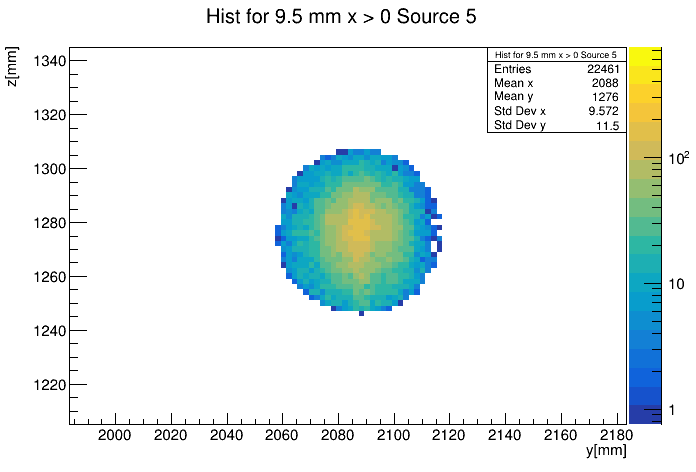 Hist for 9.5 mm x > 0 Source 5
z[mm]
Hist for 9.5 mm x > 0 Source 5
Entries 22461
Mean x 2088
Mean y 1276
Std Dev x 9.572
Std Dev y 11.5
1340
1320
1300
1280
1260
1240
1220
10²
10
1
2000 2020 2040 2060 2080 2100 2120 2140 2160 2180
y[mm]